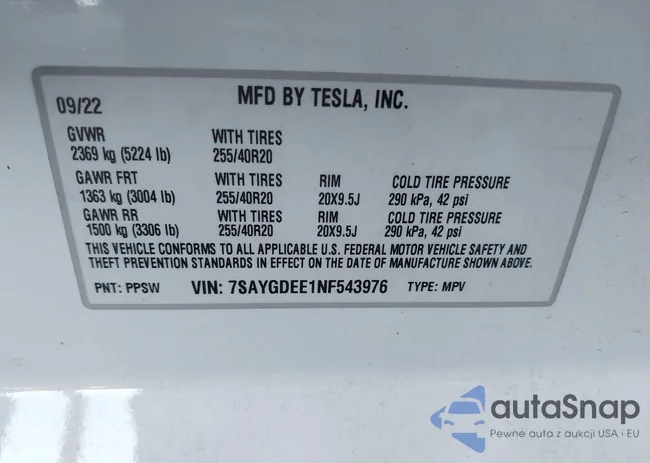 MFD BY TESLA, INC.
09/22
GVWR WITH TIRES
2369 kg (5224 lb) 255/40R20
GAWR FRT WITH TIRES RIM COLD TIRE PRESSURE
1363 kg (3004 lb) 255/40R20 20X9.5J 290 kPa, 42 psi
GAWR RR WITH TIRES RIM COLD TIRE PRESSURE
1500 kg (3306 lb) 255/40R20 20X9.5J 290 kPa, 42 psi
THIS VEHICLE CONFORMS TO ALL APPLICABLE U.S. FEDERAL MOTOR VEHICLE SAFETY AND
THEFT PREVENTION STANDARDS IN EFFECT ON THE DATE OF MANUFACTURE SHOWN ABOVE.
PNT: PPSW VIN: 7SAYGDEE1NF543976 TYPE: MPV
autaSnap
Pewne auta z aukcji USA i EU